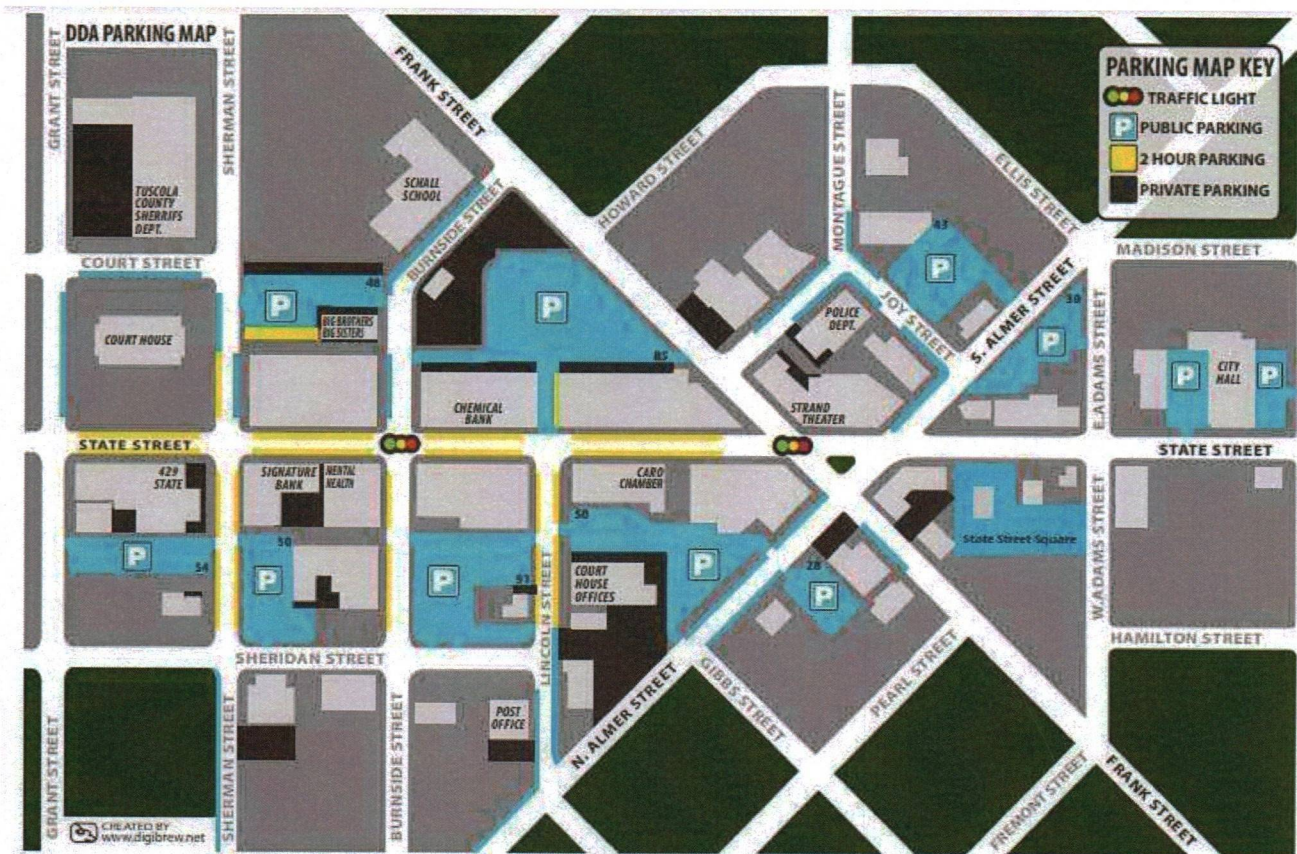 DDA PARKING MAP
GRANT STREET
SHERMAN STREET
FRANK STREET
TUSCOLA
COUNTY
SHERRIFS
DEPT.
SCHALL
SCHOOL
BURNSIDE STREET
HOWARD STREET
MONTAGUE STREET
ELLIS STREET
PARKING MAP KEY
TRAFFIC LIGHT
P PUBLIC PARKING
2 HOUR PARKING
PRIVATE PARKING
COURT STREET
MADISON STREET
43
P
JOY STREET
S. ALMER STREET
30
P
E.ADAMS STREET
48
P
BIG BROTHERS
BIG SISTERS
COURT HOUSE
P
85
CHEMICAL
BANK
POLICE
DEPT.
STRAND
THEATER
P
CITY
HALL
P
STATE STREET
STATE STREET
429
STATE
SIGNATURE
BANK
MENTAL
HEALTH
CARO
CHAMBER
P
54
50
P
P
93
LINCOLN STREET
50
COURT
HOUSE
OFFICES
P
28
P
State Street Square
W.ADAMS STREET
SHERIDAN STREET
HAMILTON STREET
GRANT STREET
SHERMAN STREET
BURNSIDE STREET
POST
OFFICE
N. ALMER STREET
GIBBS STREET
PEARL STREET
FREMONT STREET
FRANK STREET
CREATED BY
www.digibrew.net